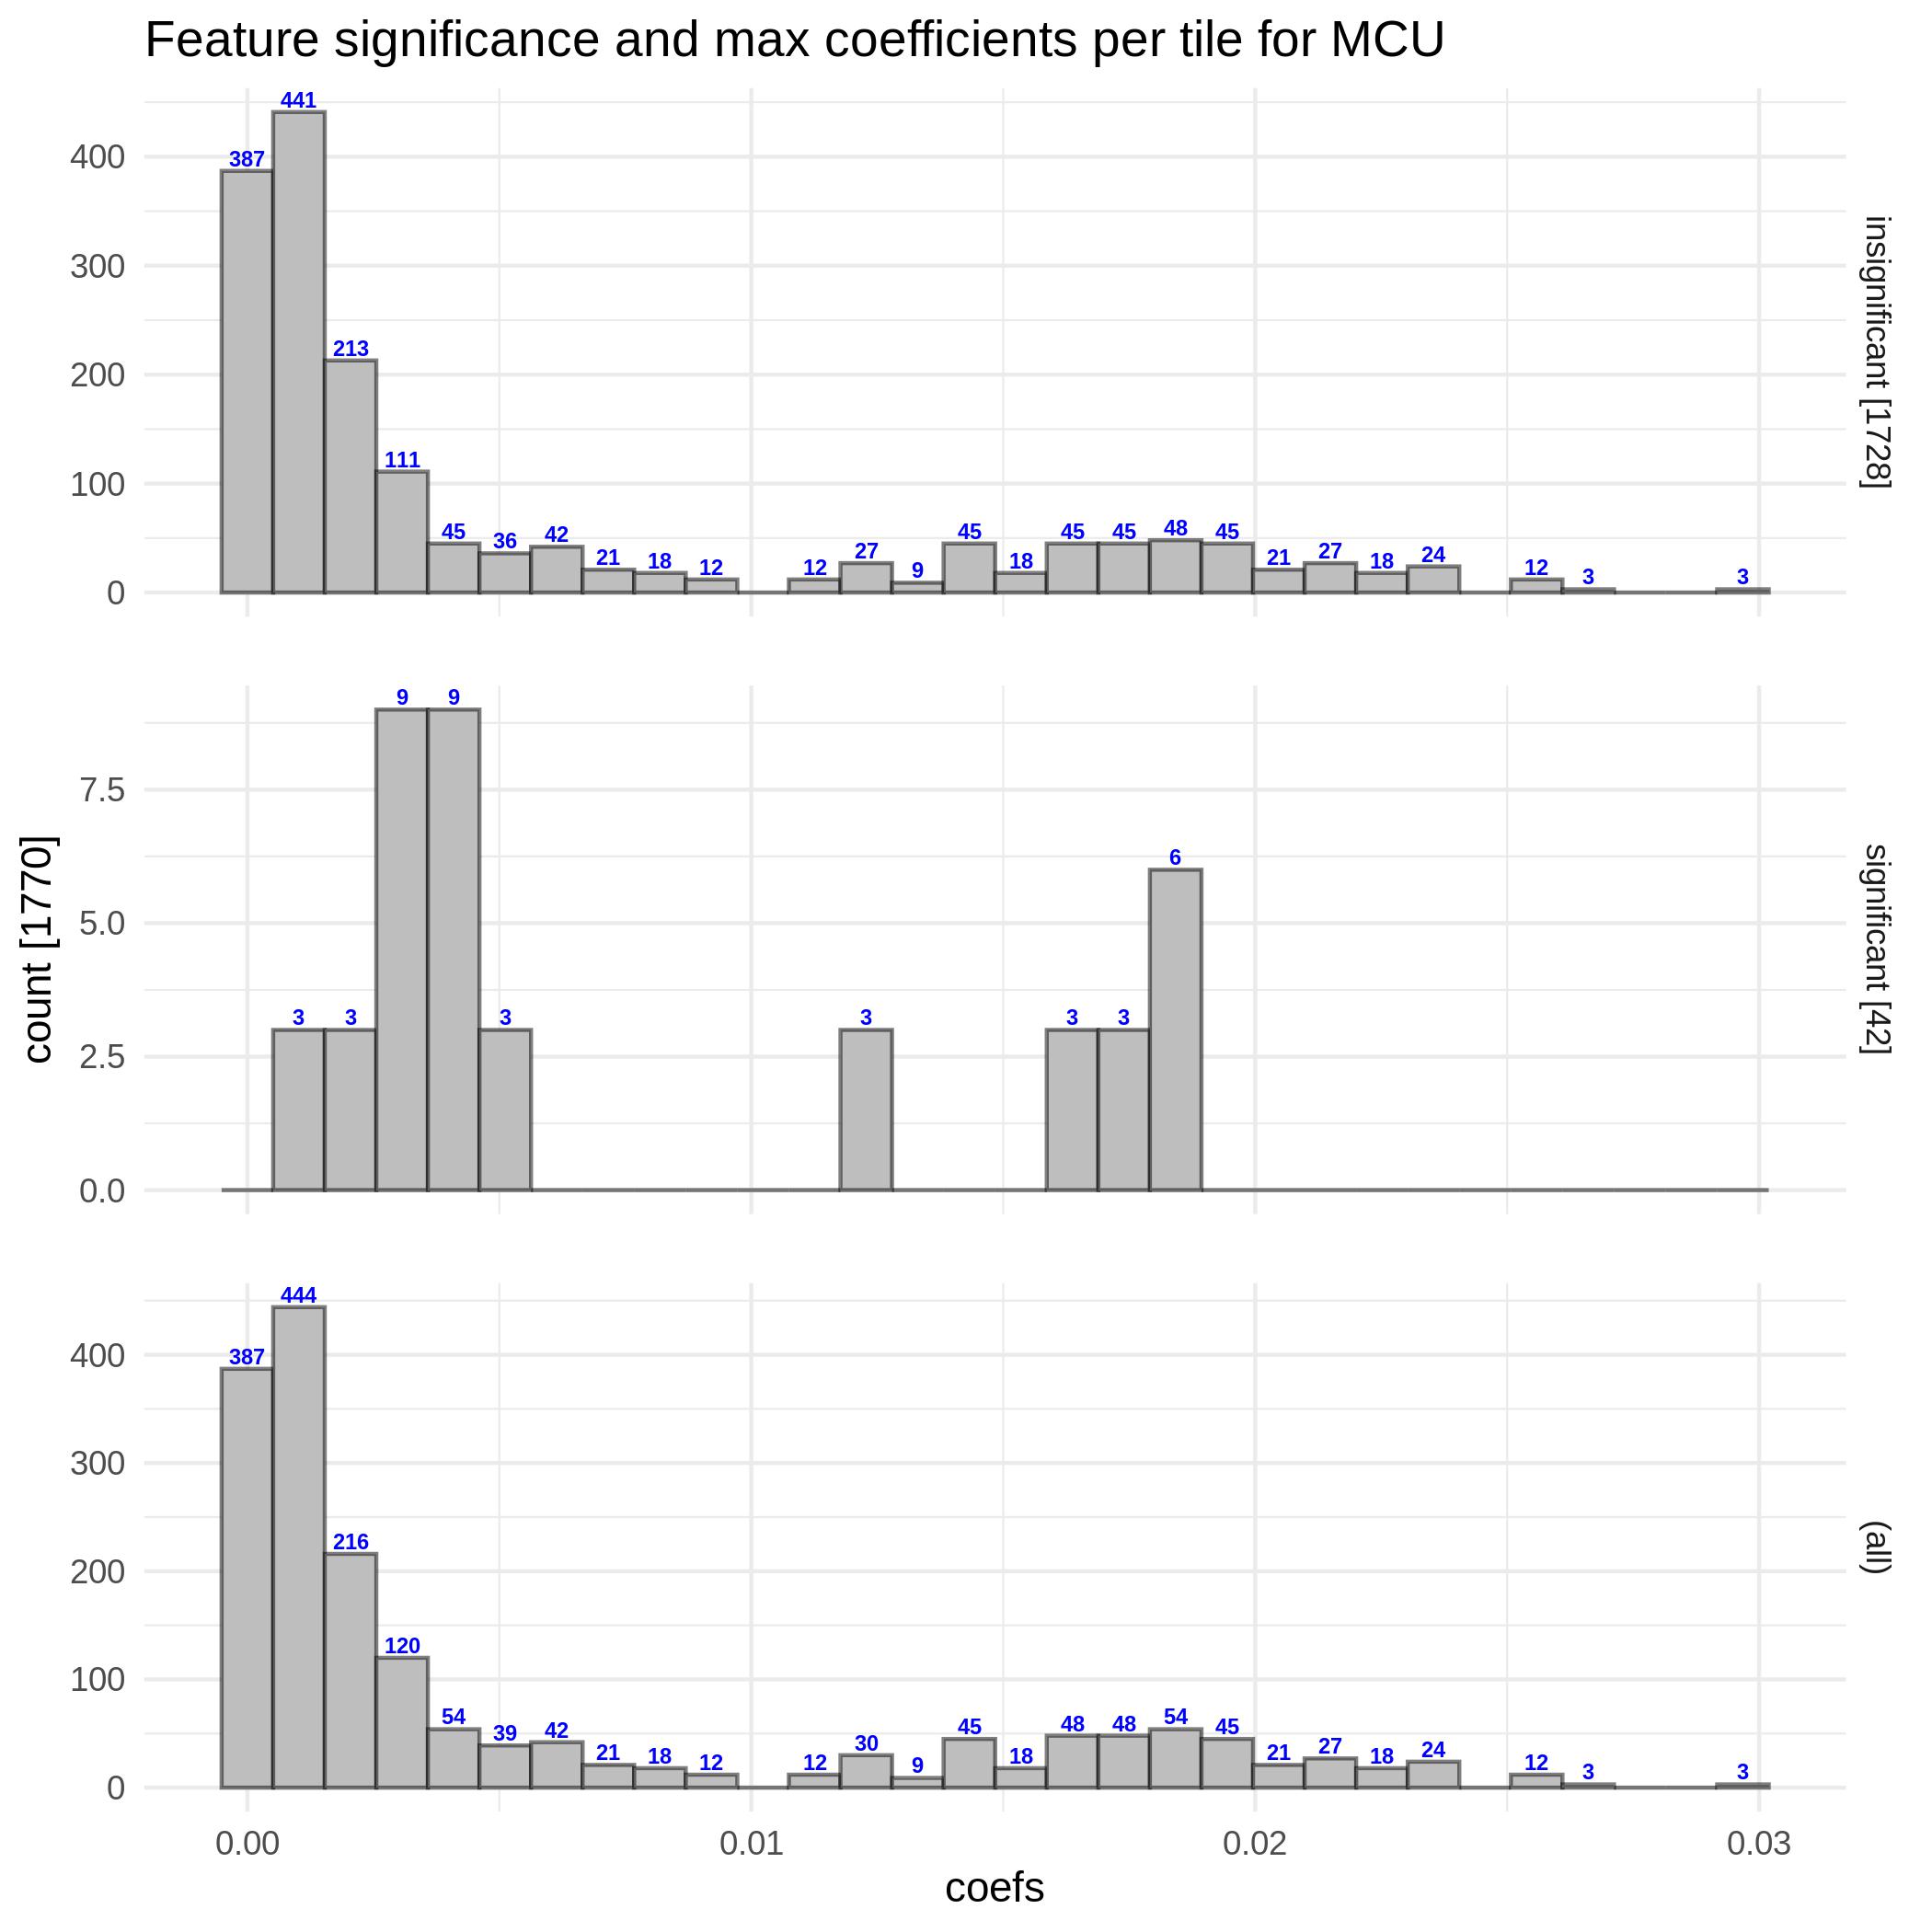 Feature significance and max coefficients per tile for MCU
441
387
213
111
45 36 42 21 18 12 12 27 9 45 18 45 45 48 45 21 27 18 24 12 3 3
400
300
200
100
0
insignificant [1728]
9 9
6
3 3 3 3 3 3
7.5
5.0
2.5
0.0
count [1770]
significant [42]
444
387
216
120
54 39 42 21 18 12 12 30 9 45 18 48 48 54 45 21 27 18 24 12 3 3
400
300
200
100
0
(all)
0.00 0.01 0.02 0.03
coefs